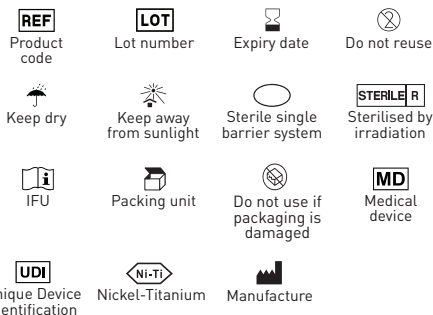 REF
LOT
Product
code
Lot number
Expiry date
Do not reuse
STERILE R
Keep dry
Keep away
from sunlight
Sterile single
barrier system
Sterilised by
irradiation
i
IFU
Packing unit
Do not use if
packaging is
damaged
MD
Medical
device
UDI
Ni-Ti
nique Device
entification
Nickel-Titanium
Manufacture